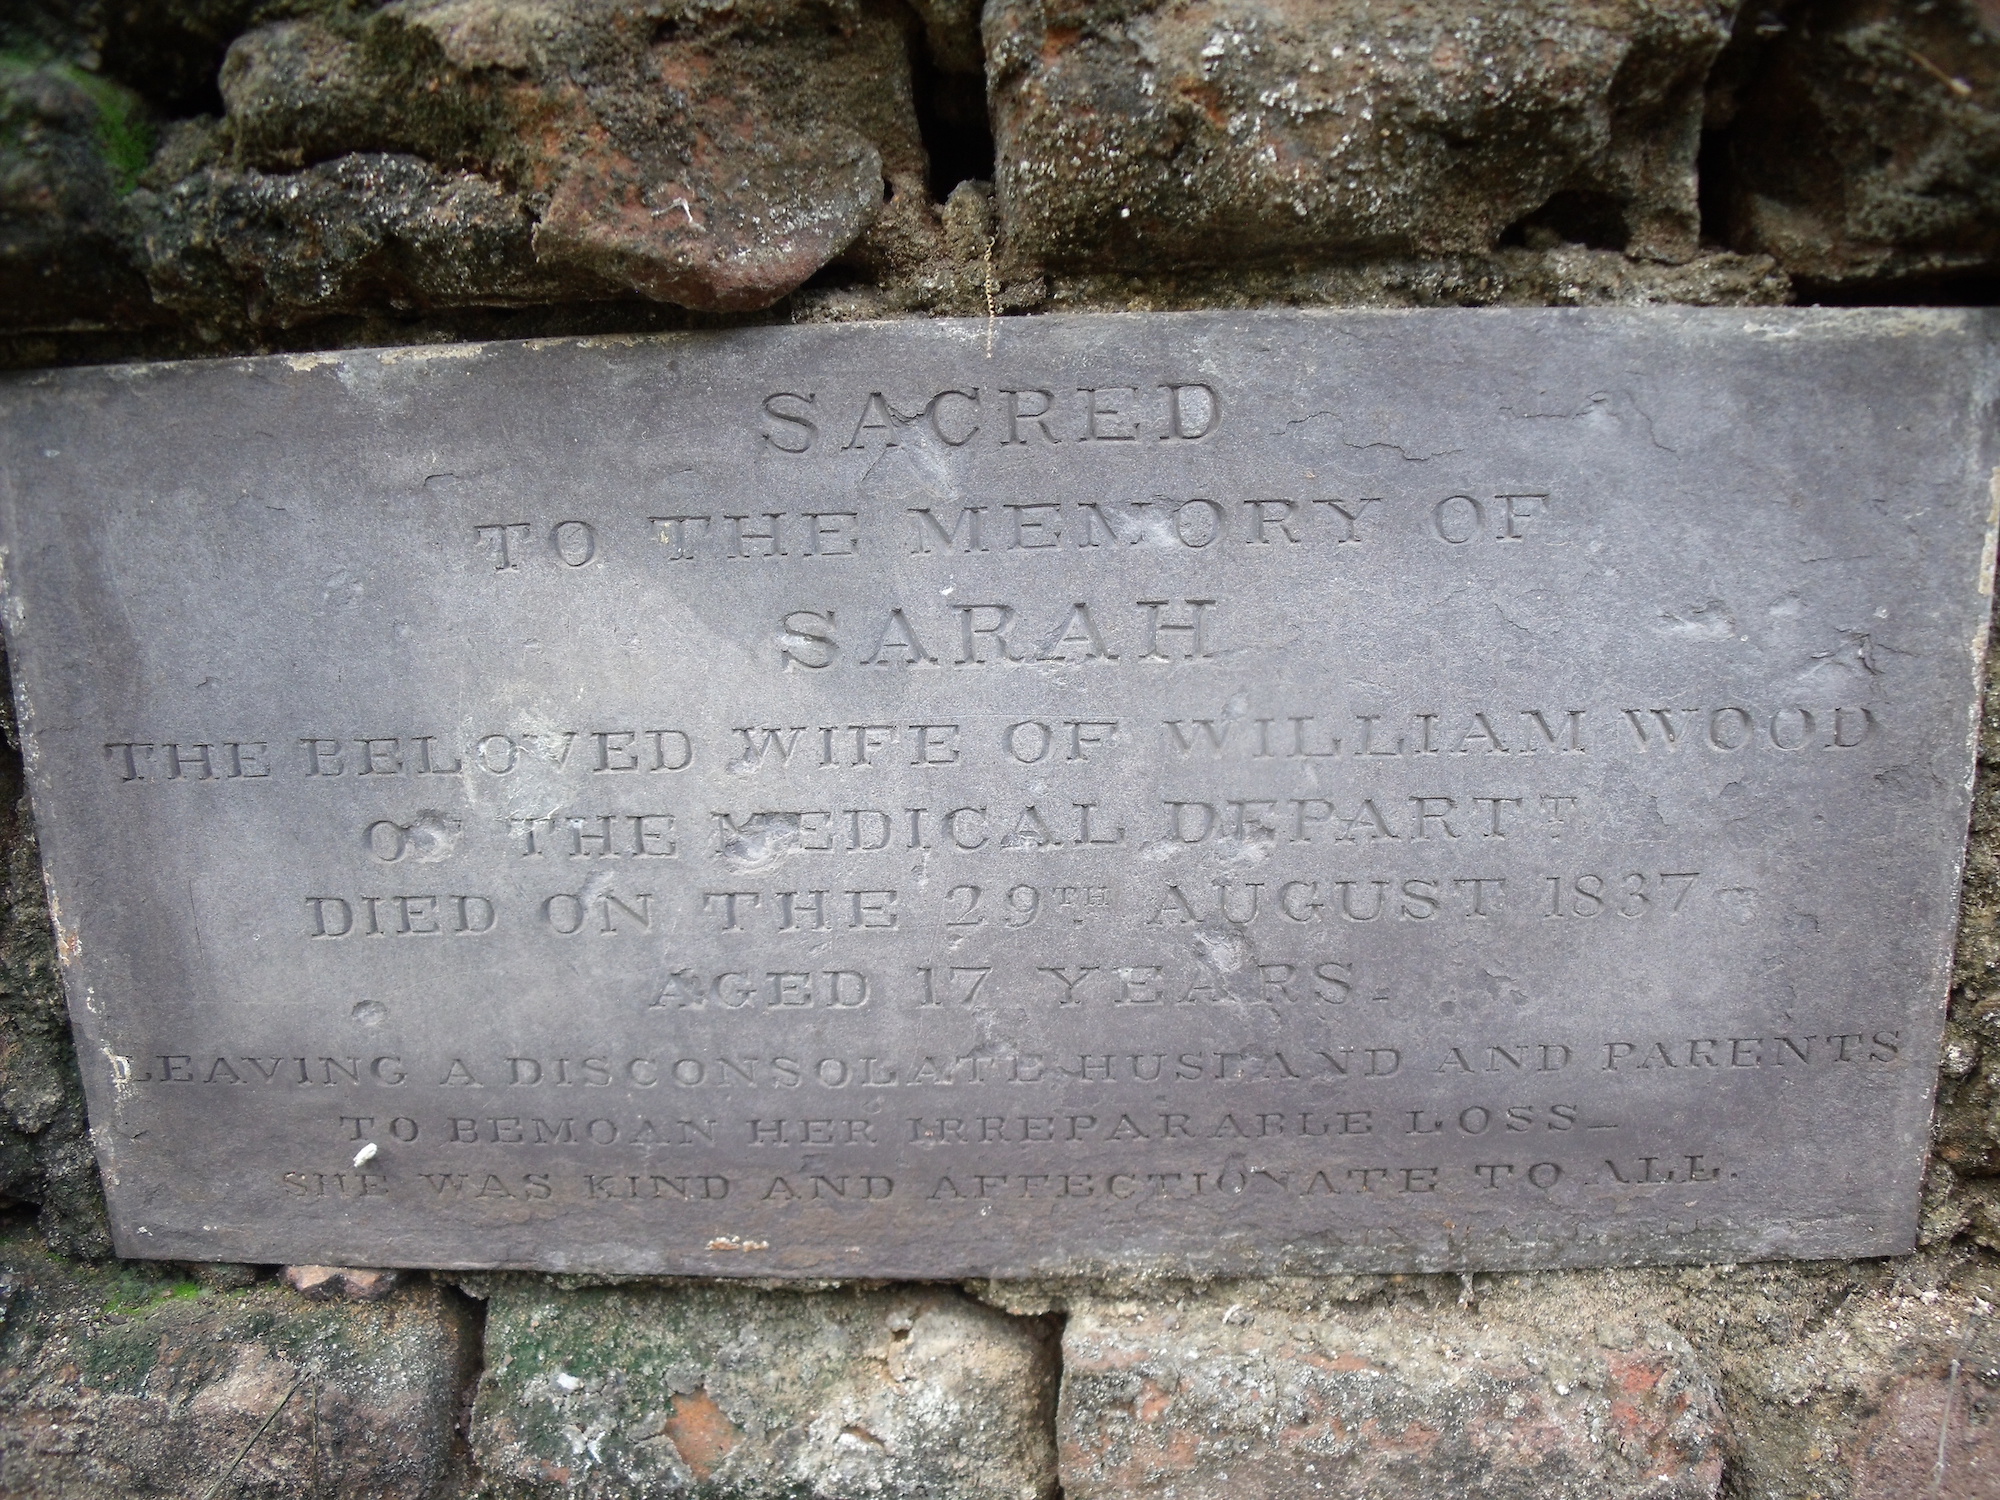 SACRED
TO THE MEMORY OF
SARAH
THE BELOVED WIFE OF WILLIAM WOOD
OF THE MEDICAL DEPARTT
DIED ON THE 29TH AUGUST 1837
AGED 17 YEARS.
LEAVING A DISCONSOLATE HUSBAND AND PARENTS
TO BEMOAN HER IRREPARABLE LOSS_
SHE WAS KIND AND AFFECTIONATE TO ALL.